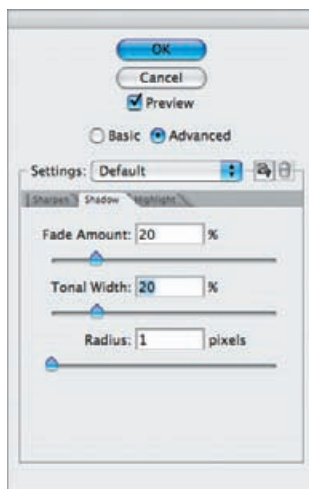 OK
Cancel
Preview
Basic Advanced
Settings: Default
Sharpen Shadow Highlight
Fade Amount: 20 %
Tonal Width: 20 %
Radius: 1 pixels